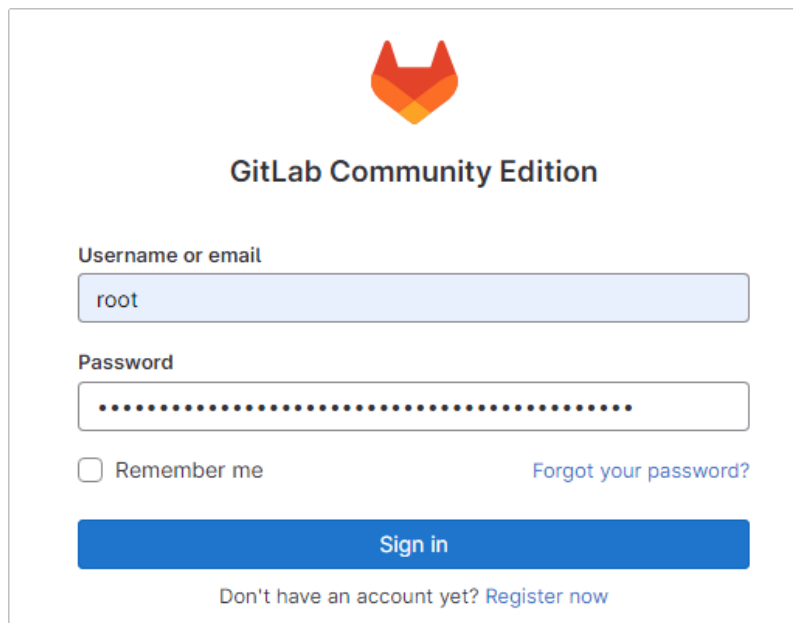 GitLab Community Edition
Username or email
root
Password
••••••••••••••••••••••••••••••••••••••••••••
Remember me
Forgot your password?
Sign in
Don't have an account yet? Register now